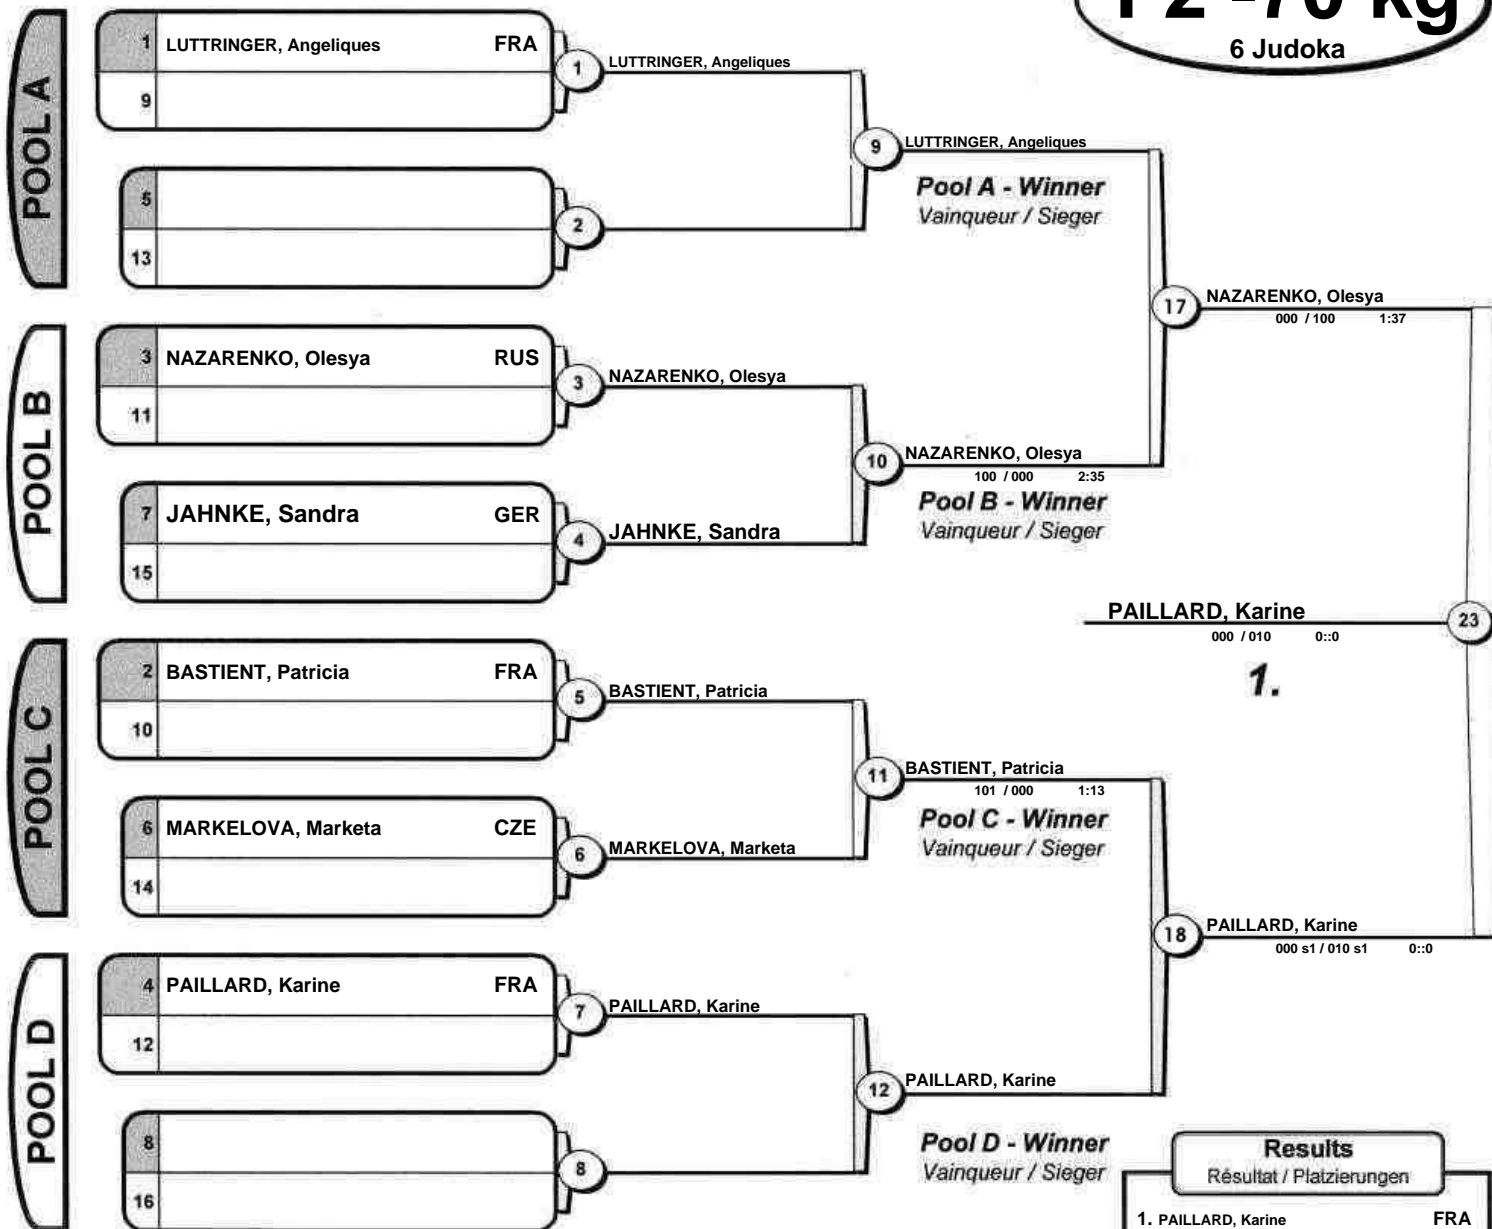 F2 -70 kg
6 Judoka
POOL A
1 LUTTRINGER, Angeliques FRA
9
1
LUTTRINGER, Angeliques
5
13
2
9
LUTTRINGER, Angeliques
Pool A - Winner
Vainqueur / Sieger
17
NAZARENKO, Olesya
000 / 100 1:37
POOL B
3 NAZARENKO, Olesya RUS
11
3
NAZARENKO, Olesya
7 JAHNKE, Sandra GER
15
4
JAHNKE, Sandra
10
NAZARENKO, Olesya
100 / 000 2:35
Pool B - Winner
Vainqueur / Sieger
PAILLARD, Karine
000 / 010 0::0
23
1.
POOL C
2 BASTIENT, Patricia FRA
10
5
BASTIENT, Patricia
6 MARKELOVA, Marketa CZE
14
6
MARKELOVA, Marketa
11
BASTIENT, Patricia
101 / 000 1:13
Pool C - Winner
Vainqueur / Sieger
18
PAILLARD, Karine
000 s1 / 010 s1 0::0
POOL D
4 PAILLARD, Karine FRA
12
7
PAILLARD, Karine
8
16
8
12
PAILLARD, Karine
Pool D - Winner
Vainqueur / Sieger
Results
Résultat / Platzierungen
1. PAILLARD, Karine FRA